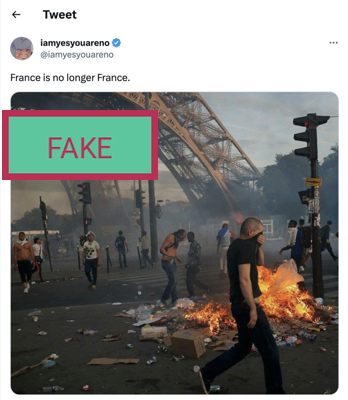 Tweet
iamyesyouareno
@iamyesyouareno
France is no longer France.
FAKE